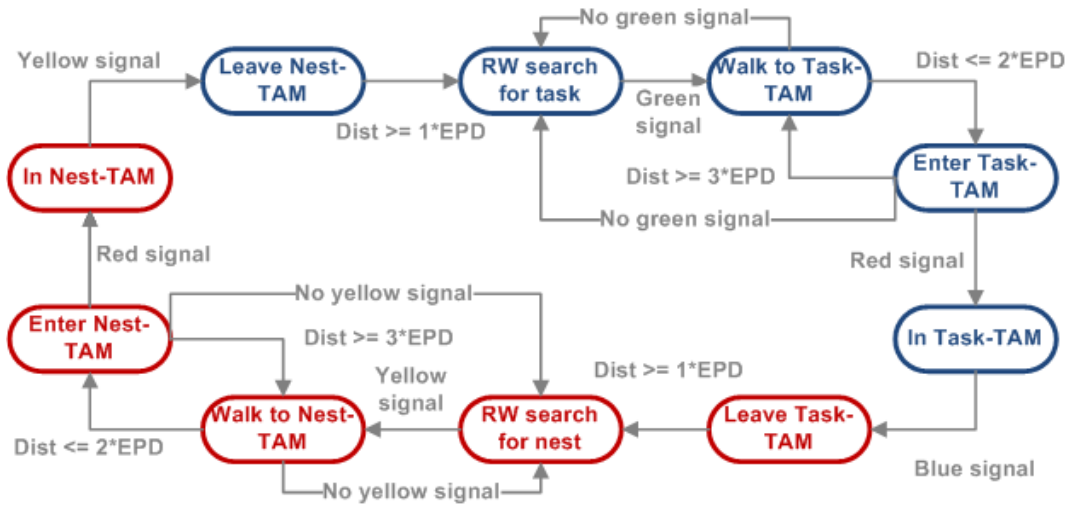 No green signal
Yellow signal
Leave Nest-
TAM
RW search
for task
Walk to Task-
TAM
Dist <= 2*EPD
Green
signal
Dist >= 1*EPD
In Nest-TAM
Dist >= 3*EPD
Enter Task-
TAM
No green signal
Red signal
Red signal
No yellow signal
Enter Nest-
TAM
Dist >= 3*EPD
In Task-TAM
Yellow
signal
Dist >= 1*EPD
Walk to Nest-
TAM
RW search
for nest
Leave Task-
TAM
Dist <= 2*EPD
Blue signal
No yellow signal